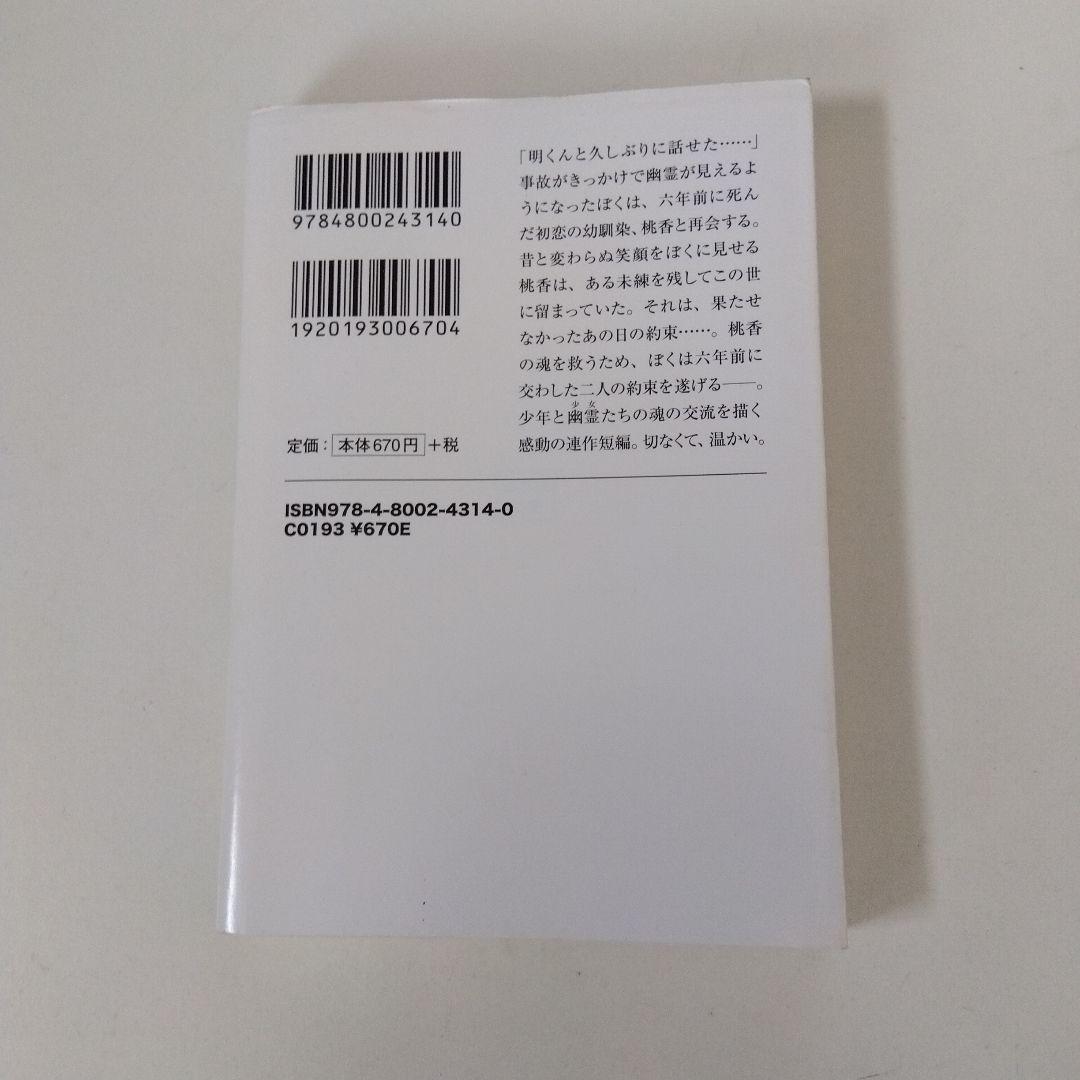 9784800243140
1920193006704
定価：本体670円+税
「明くんと久しぶりに話せた……」
事故がきっかけで幽霊が見えるよ
うになったぼくは、六年前に死ん
だ初恋の幼馴染、桃香と再会する。
昔と変わらぬ笑顔をぼくに見せる
桃香は、ある未練を残してこの世
に留まっていた。それは、果たせ
なかったあの日の約束……。桃香
の魂を救うため、ぼくは六年前に
交わした二人の約束を遂げる──。
少女
少年と幽霊たちの魂の交流を描く
感動の連作短編。切なくて、温かい。
ISBN978-4-8002-4314-0
C0193 ¥670E